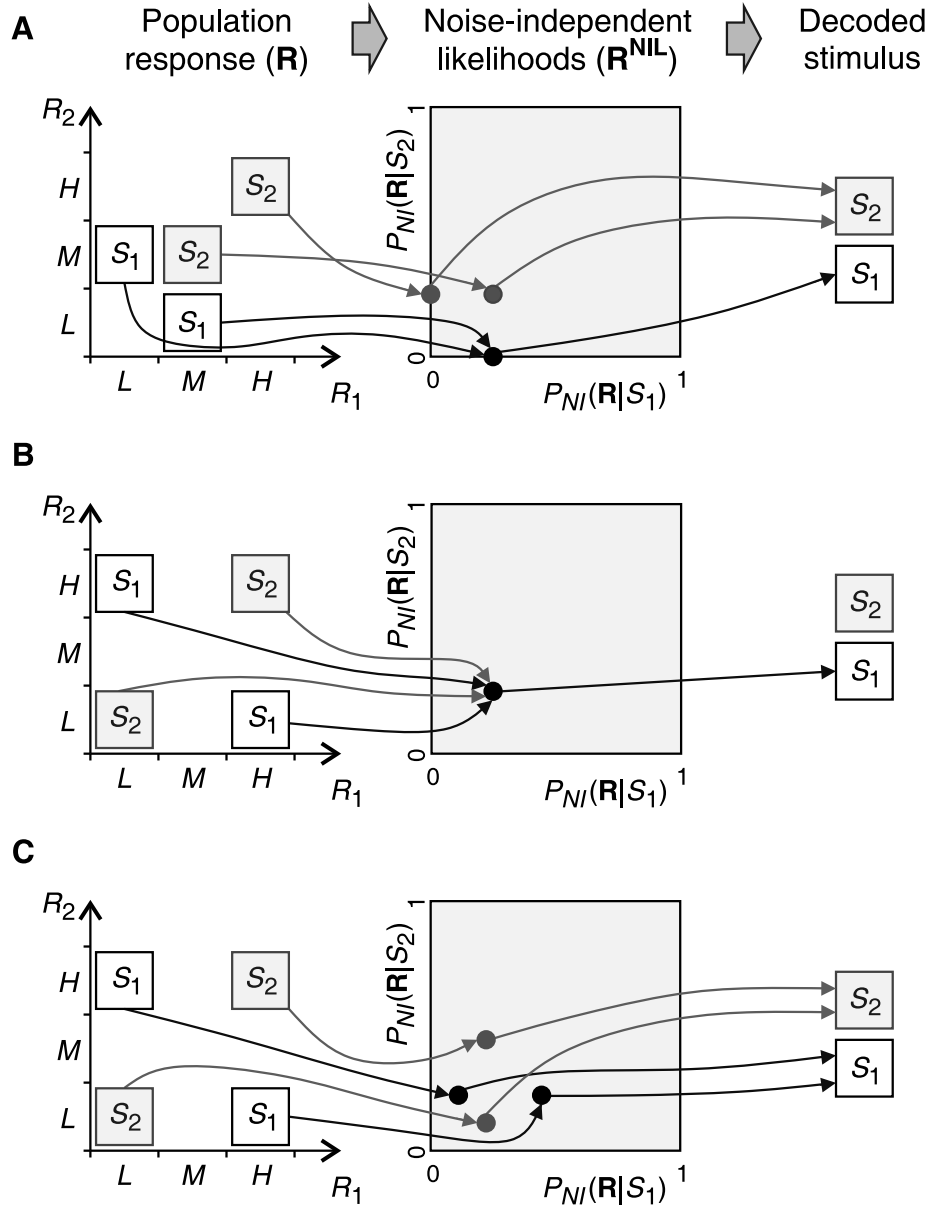 A
Population response (R)
Noise-independent likelihoods (R^NIL)
Decoded stimulus
R2
H
M
L
S2
S1
S2
S1
L
M
H
R1
PNI(R|S2)
1
0
0
1
PNI(R|S1)
S2
S1
B
R2
H
M
L
S1
S2
S2
S1
L
M
H
R1
PNI(R|S2)
1
0
0
1
PNI(R|S1)
S2
S1
C
R2
H
M
L
S1
S2
S2
S1
L
M
H
R1
PNI(R|S2)
1
0
0
1
PNI(R|S1)
S2
S1